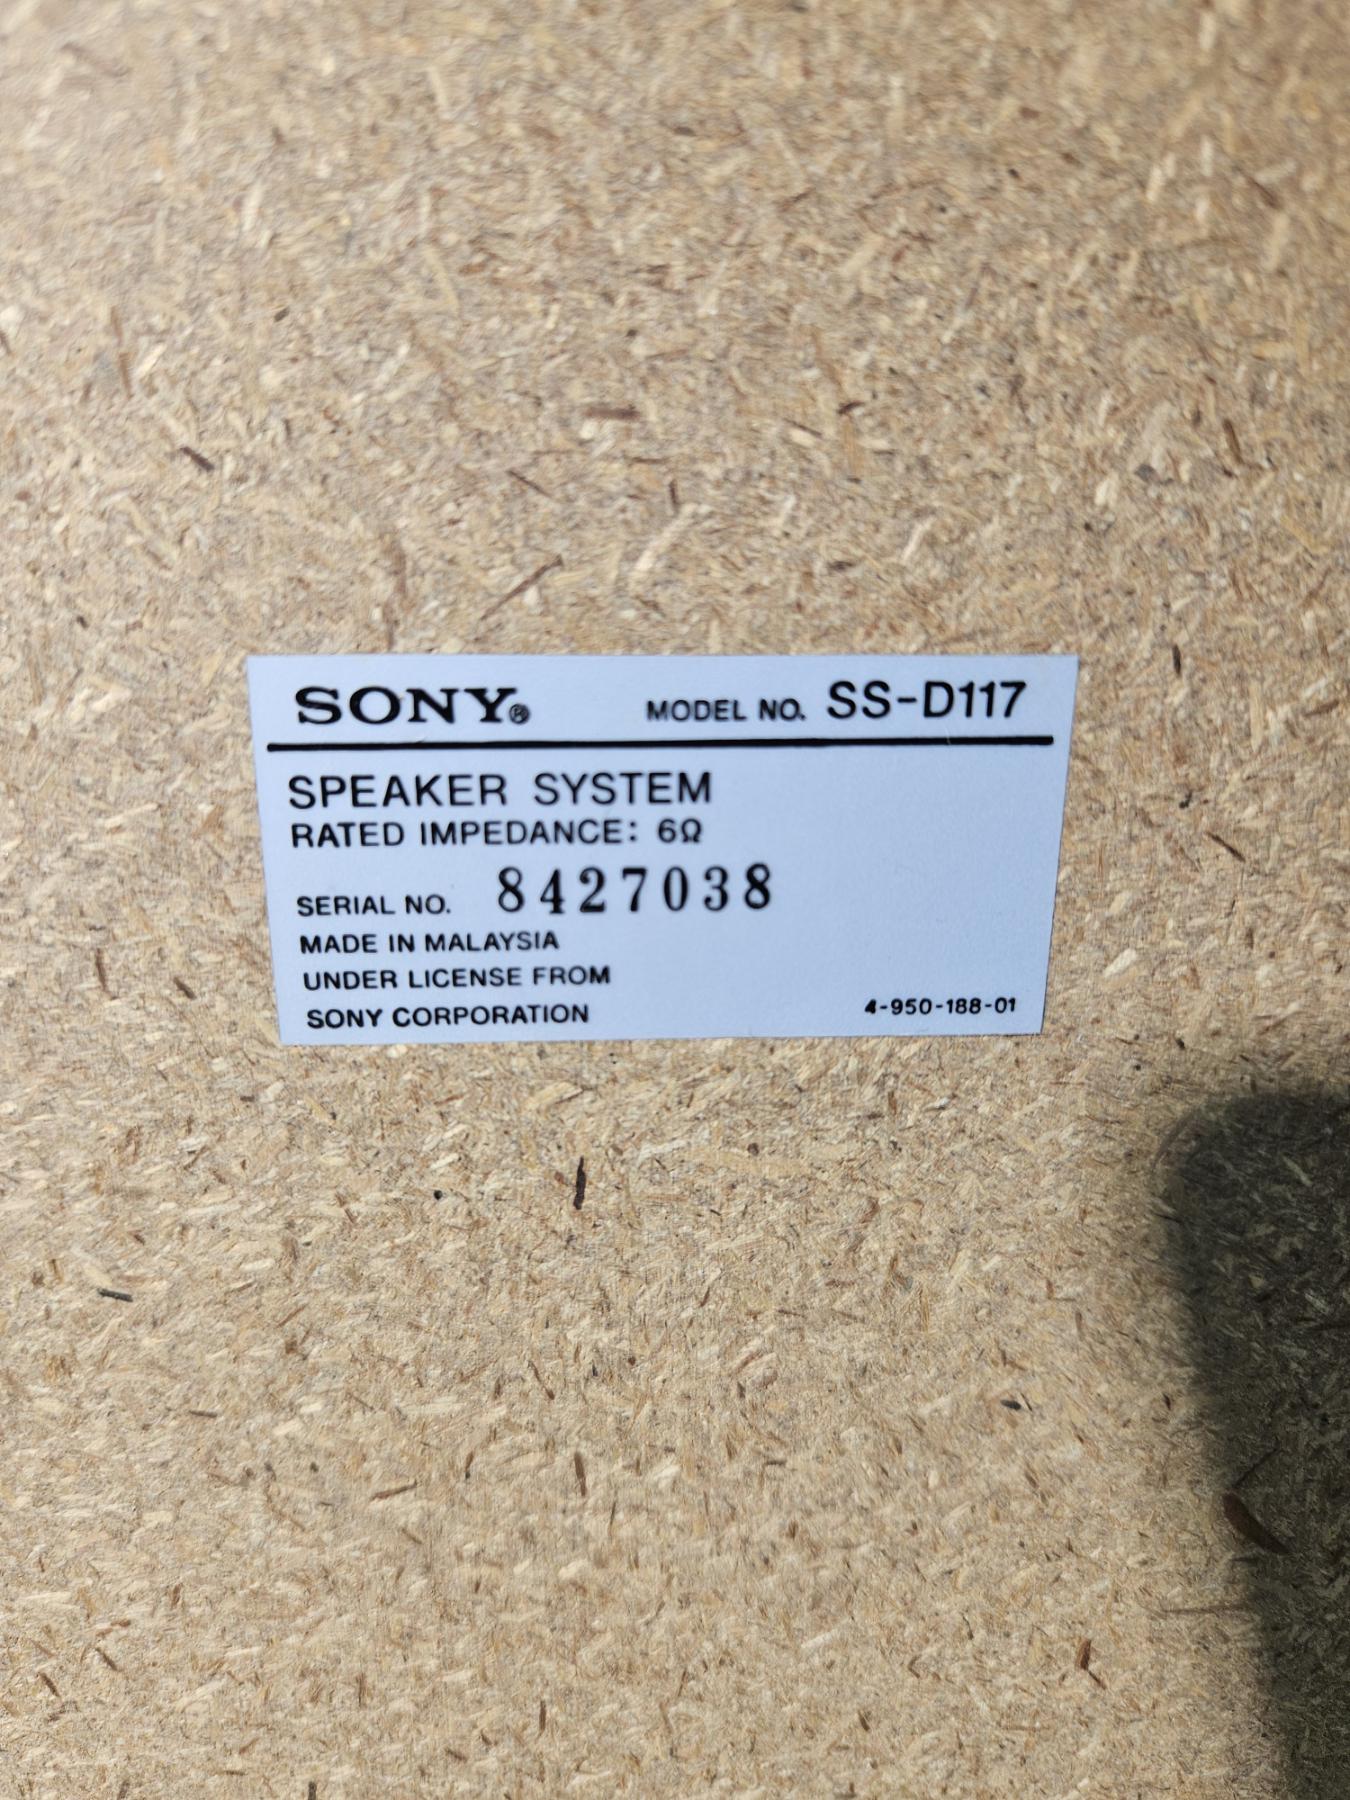 SONY® MODEL NO. SS-D117
SPEAKER SYSTEM
RATED IMPEDANCE: 6Ω
SERIAL NO. 8427038
MADE IN MALAYSIA
UNDER LICENSE FROM
SONY CORPORATION 4-950-188-01